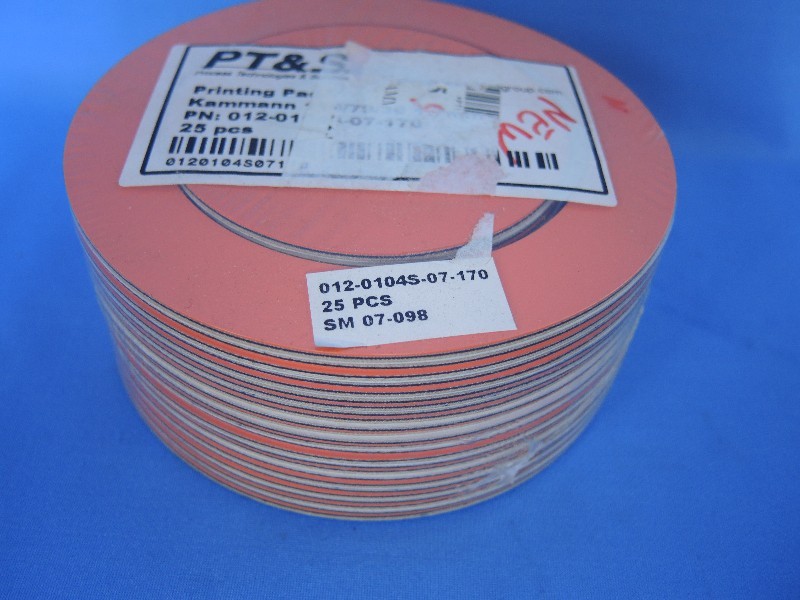 PT&S
Printing Pa
Kammann
PN: 012-01 -07-170
25 pcs
0120104S071
NEW
012-0104S-07-170
25 PCS
SM 07-098